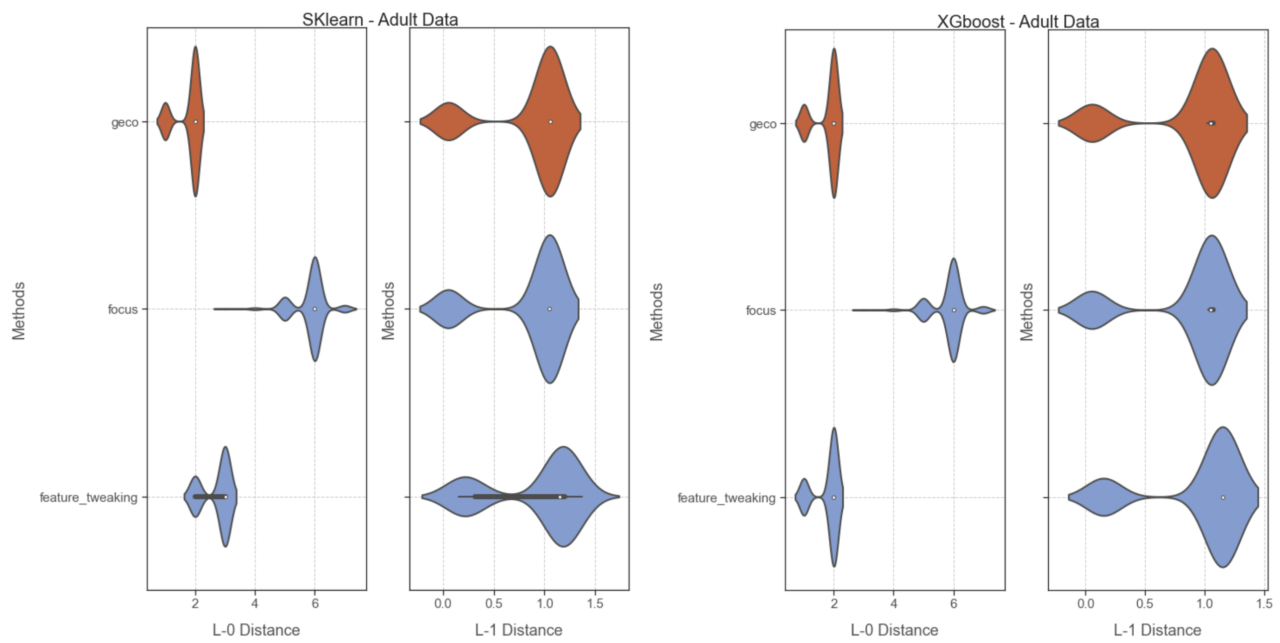 SKlearn - Adult Data
Methods
geco
focus
feature_tweaking
2 4 6
L-0 Distance
Methods
0.0 0.5 1.0 1.5
L-1 Distance
XGboost - Adult Data
Methods
geco
focus
feature_tweaking
2 4 6
L-0 Distance
Methods
0.0 0.5 1.0 1.5
L-1 Distance